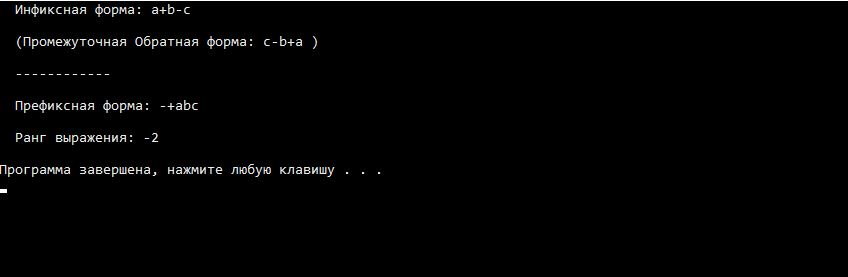 Инфиксная форма: a+b-c
(Промежуточная Обратная форма: c-b+a )
------------
Префиксная форма: -+abc
Ранг выражения: -2
Программа завершена, нажмите любую клавишу . . .